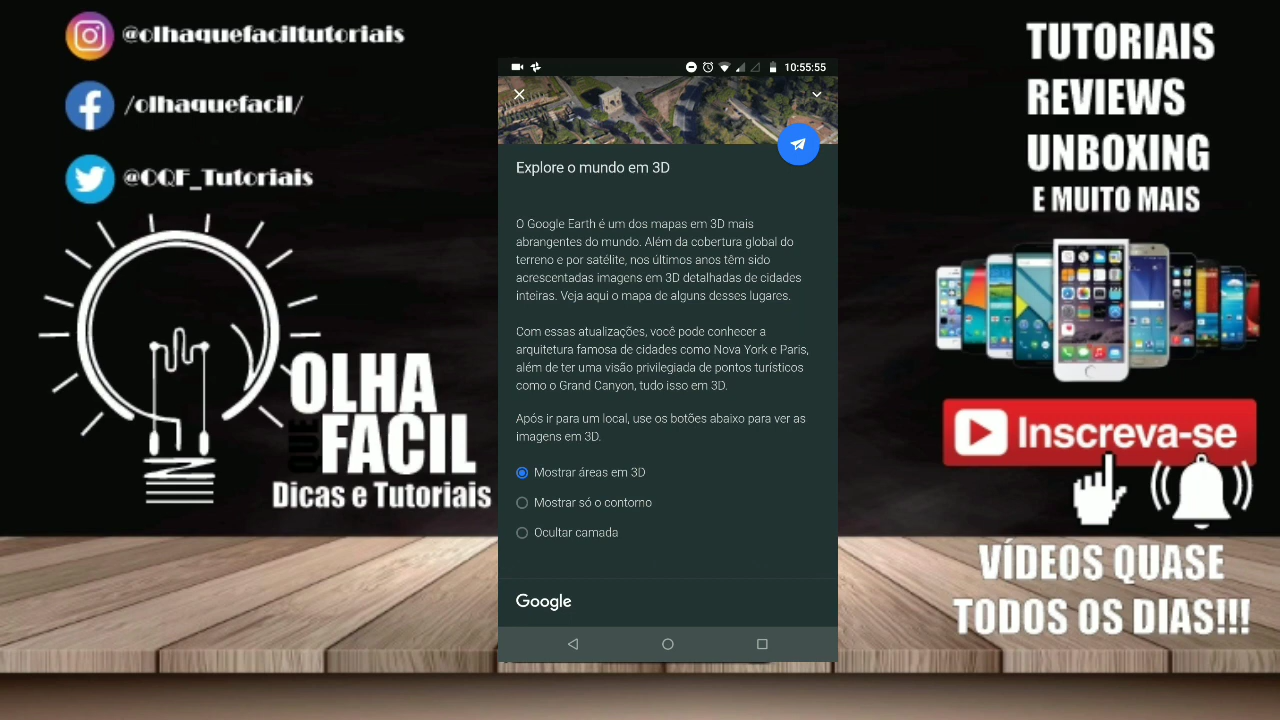 @olhaquefaciltutoriais
/olhaquefacil/
@OQF_Tutoriais
OLHA
QUE
FACIL
Dicas e Tutoriais
10:55:55
Explore o mundo em 3D
O Google Earth é um dos mapas em 3D mais
abrangentes do mundo. Além da cobertura global do
terreno e por satélite, nos últimos anos têm sido
acrescentadas imagens em 3D detalhadas de cidades
inteiras. Veja aqui o mapa de alguns desses lugares.
Com essas atualizações, você pode conhecer a
arquitetura famosa de cidades como Nova York e Paris,
além de ter uma visão privilegiada de pontos turísticos
como o Grand Canyon, tudo isso em 3D.
Após ir para um local, use os botões abaixo para ver as
imagens em 3D.
Mostrar áreas em 3D
Mostrar só o contorno
Ocultar camada
Google
TUTORIAIS
REVIEWS
UNBOXING
E MUITO MAIS
Inscreva-se
VÍDEOS QUASE
TODOS OS DIAS!!!